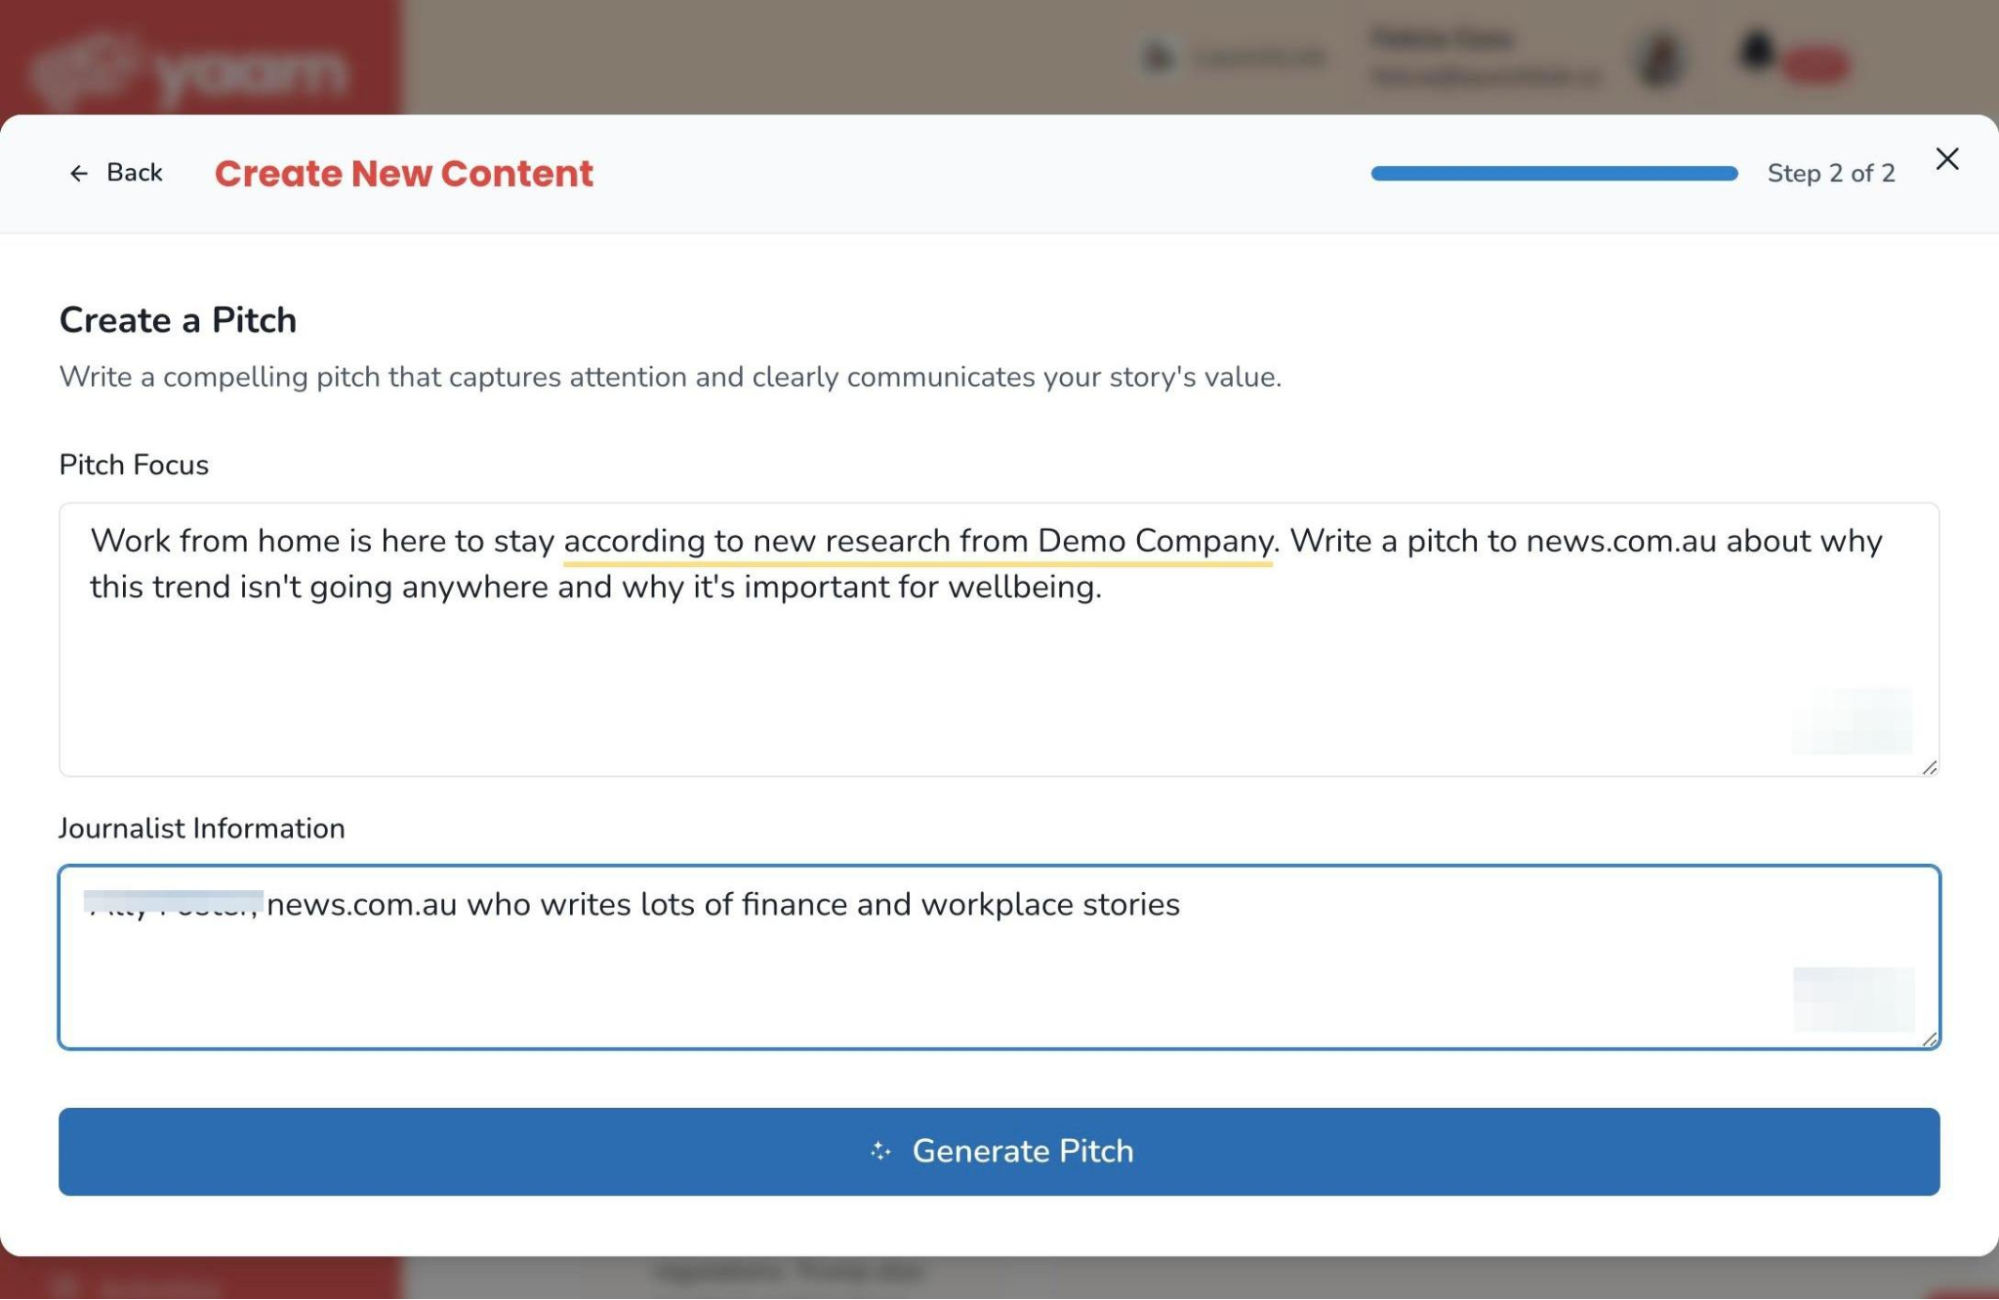 yaam
← Back
Create New Content
Step 2 of 2
Create a Pitch
Write a compelling pitch that captures attention and clearly communicates your story's value.
Pitch Focus
Work from home is here to stay according to new research from Demo Company. Write a pitch to news.com.au about why
this trend isn't going anywhere and why it's important for wellbeing.
Journalist Information
news.com.au who writes lots of finance and workplace stories
Generate Pitch